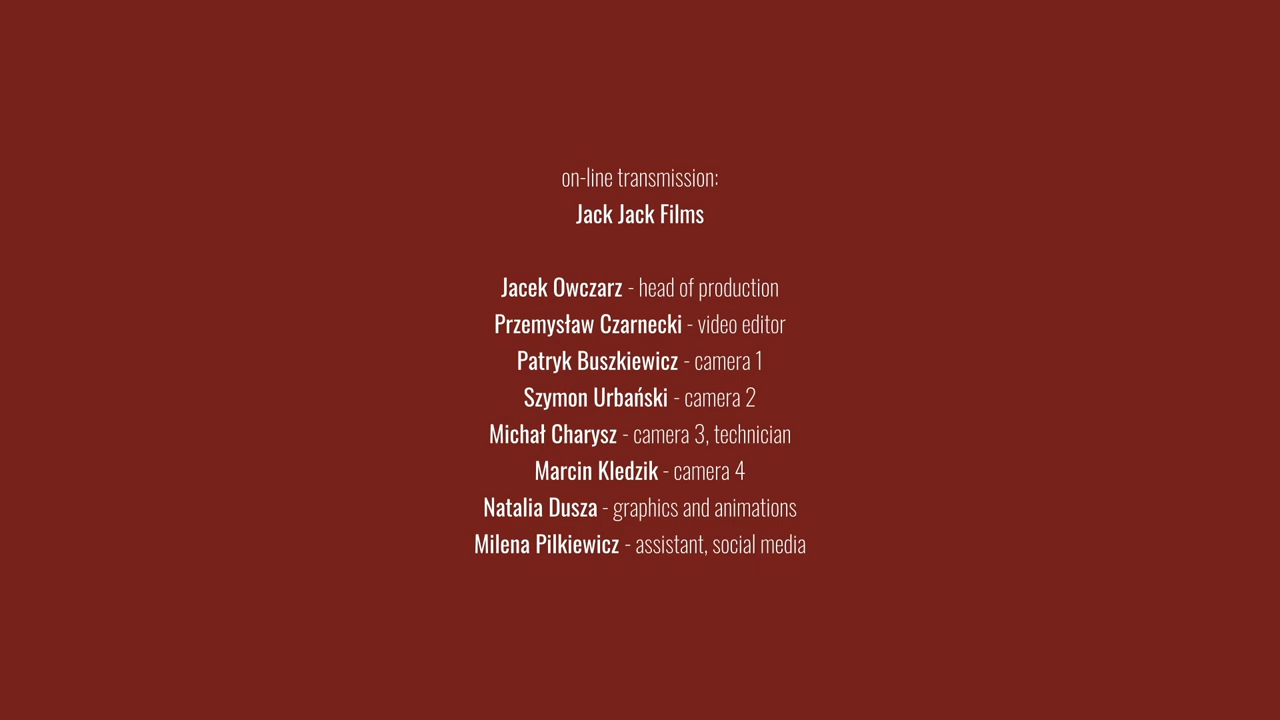 on-line transmission:
Jack Jack Films
Jacek Owczarz - head of production
Przemysław Czarnecki - video editor
Patryk Buszkiewicz - camera 1
Szymon Urbański - camera 2
Michał Charysz - camera 3, technician
Marcin Kledzik - camera 4
Natalia Dusza - graphics and animations
Milena Pilkiewicz - assistant, social media